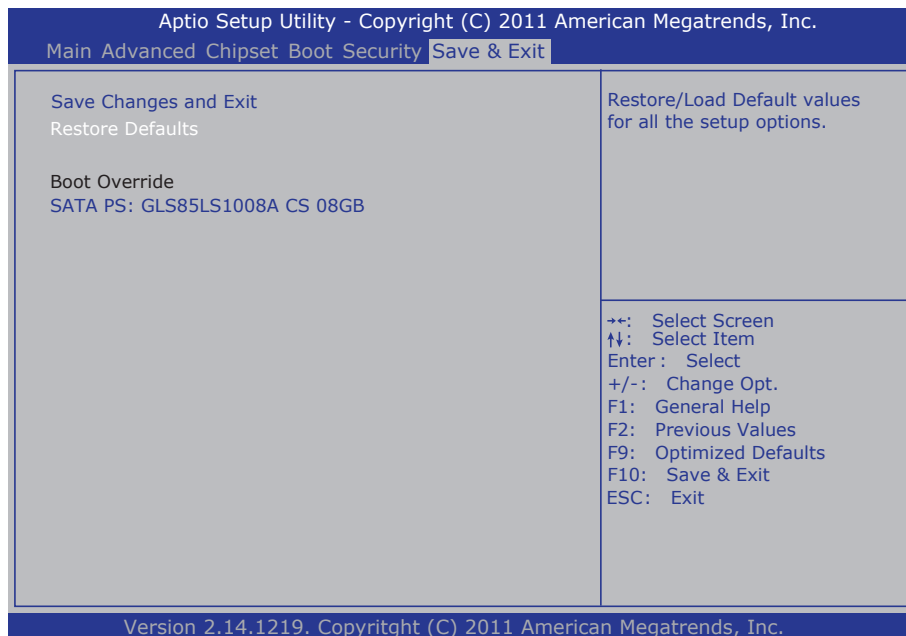 Aptio Setup Utility - Copyright (C) 2011 American Megatrends, Inc.
Main Advanced Chipset Boot Security Save & Exit
Save Changes and Exit
Restore Defaults
Boot Override
SATA PS: GLS85LS1008A CS 08GB
Restore/Load Default values
for all the setup options.
→←: Select Screen
↑↓: Select Item
Enter : Select
+/-: Change Opt.
F1: General Help
F2: Previous Values
F9: Optimized Defaults
F10: Save & Exit
ESC: Exit
Version 2.14.1219. Copyritght (C) 2011 American Megatrends, Inc.